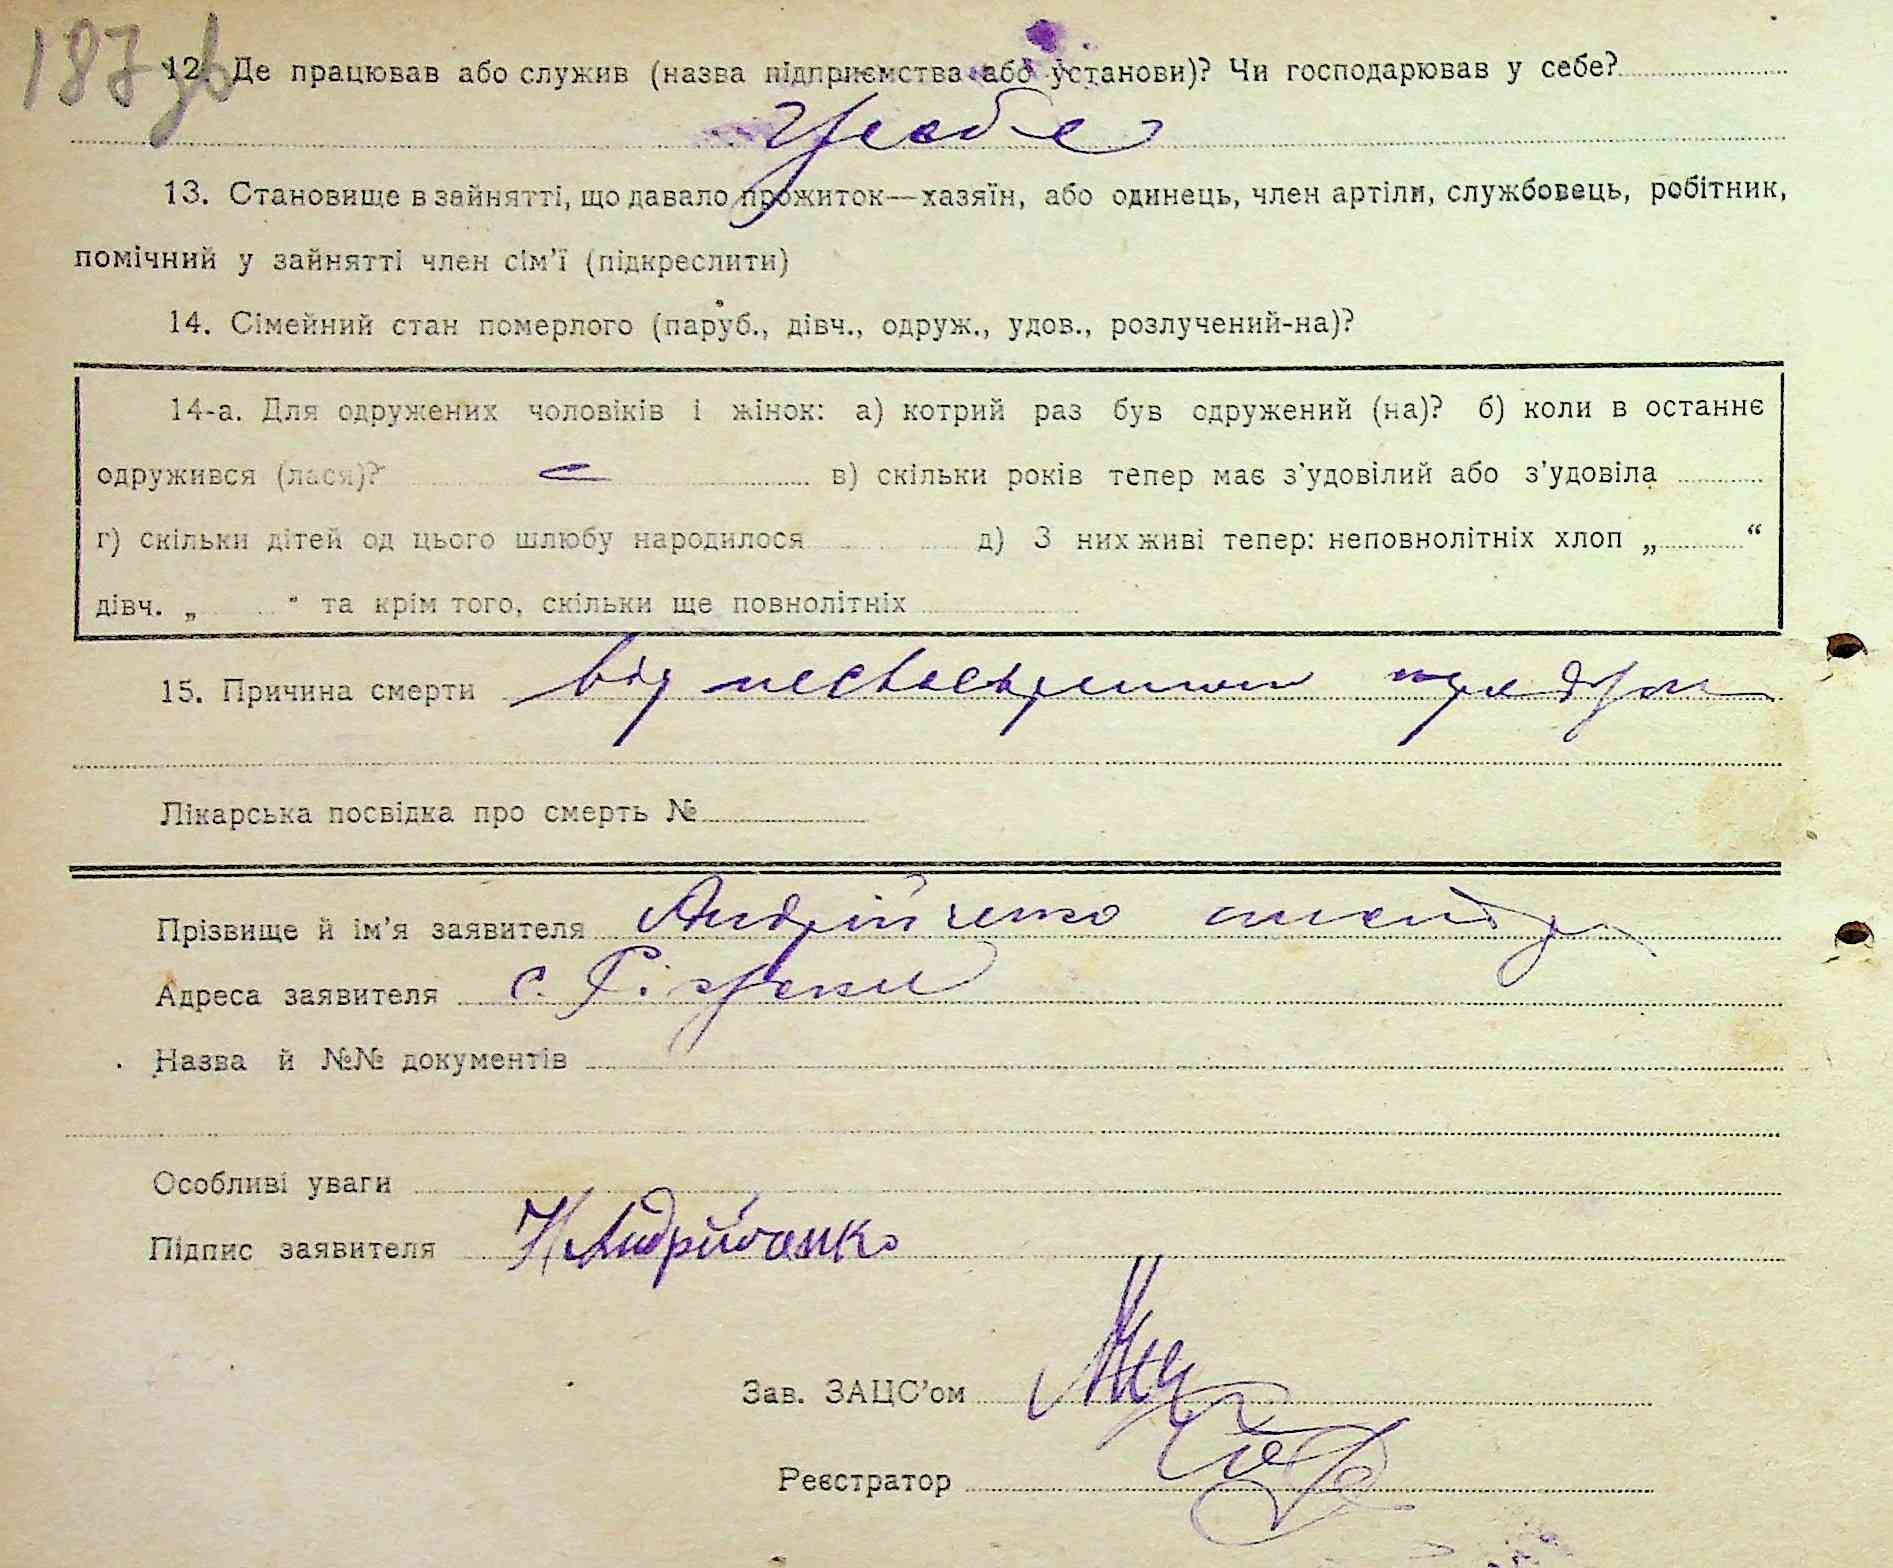 187 зв
12. Де працював або служив (назва підприємства або установи)? Чи господарював у себе?
У себе
13. Становище в зайнятті, що давало прожиток—хазяїн, або одинець, член артіли, службовець, робітник,
помічний у зайнятті член сім'ї (підкреслити)
14. Сімейний стан померлого (паруб., дівч., одруж., удов., розлучений-на)?
14-а. Для одружених чоловіків і жінок: а) котрий раз був одружений (на)? б) коли в останнє
одружився (лася)? в) скільки років тепер має з'удовілий або з'удовіла
г) скільки дітей од цього шлюбу народилося д) З них живі тепер: неповнолітніх хлоп „ “
дівч. „ “ та крім того, скільки ще повнолітніх
15. Причина смерти від
Лікарська посвідка про смерть №
Прізвище й ім'я заявителя Андрійченко
Адреса заявителя с.
Назва й №№ документів
Особливі уваги
Підпис заявителя Н Андрійченко
Зав. ЗАЦС'ом
Реєстратор